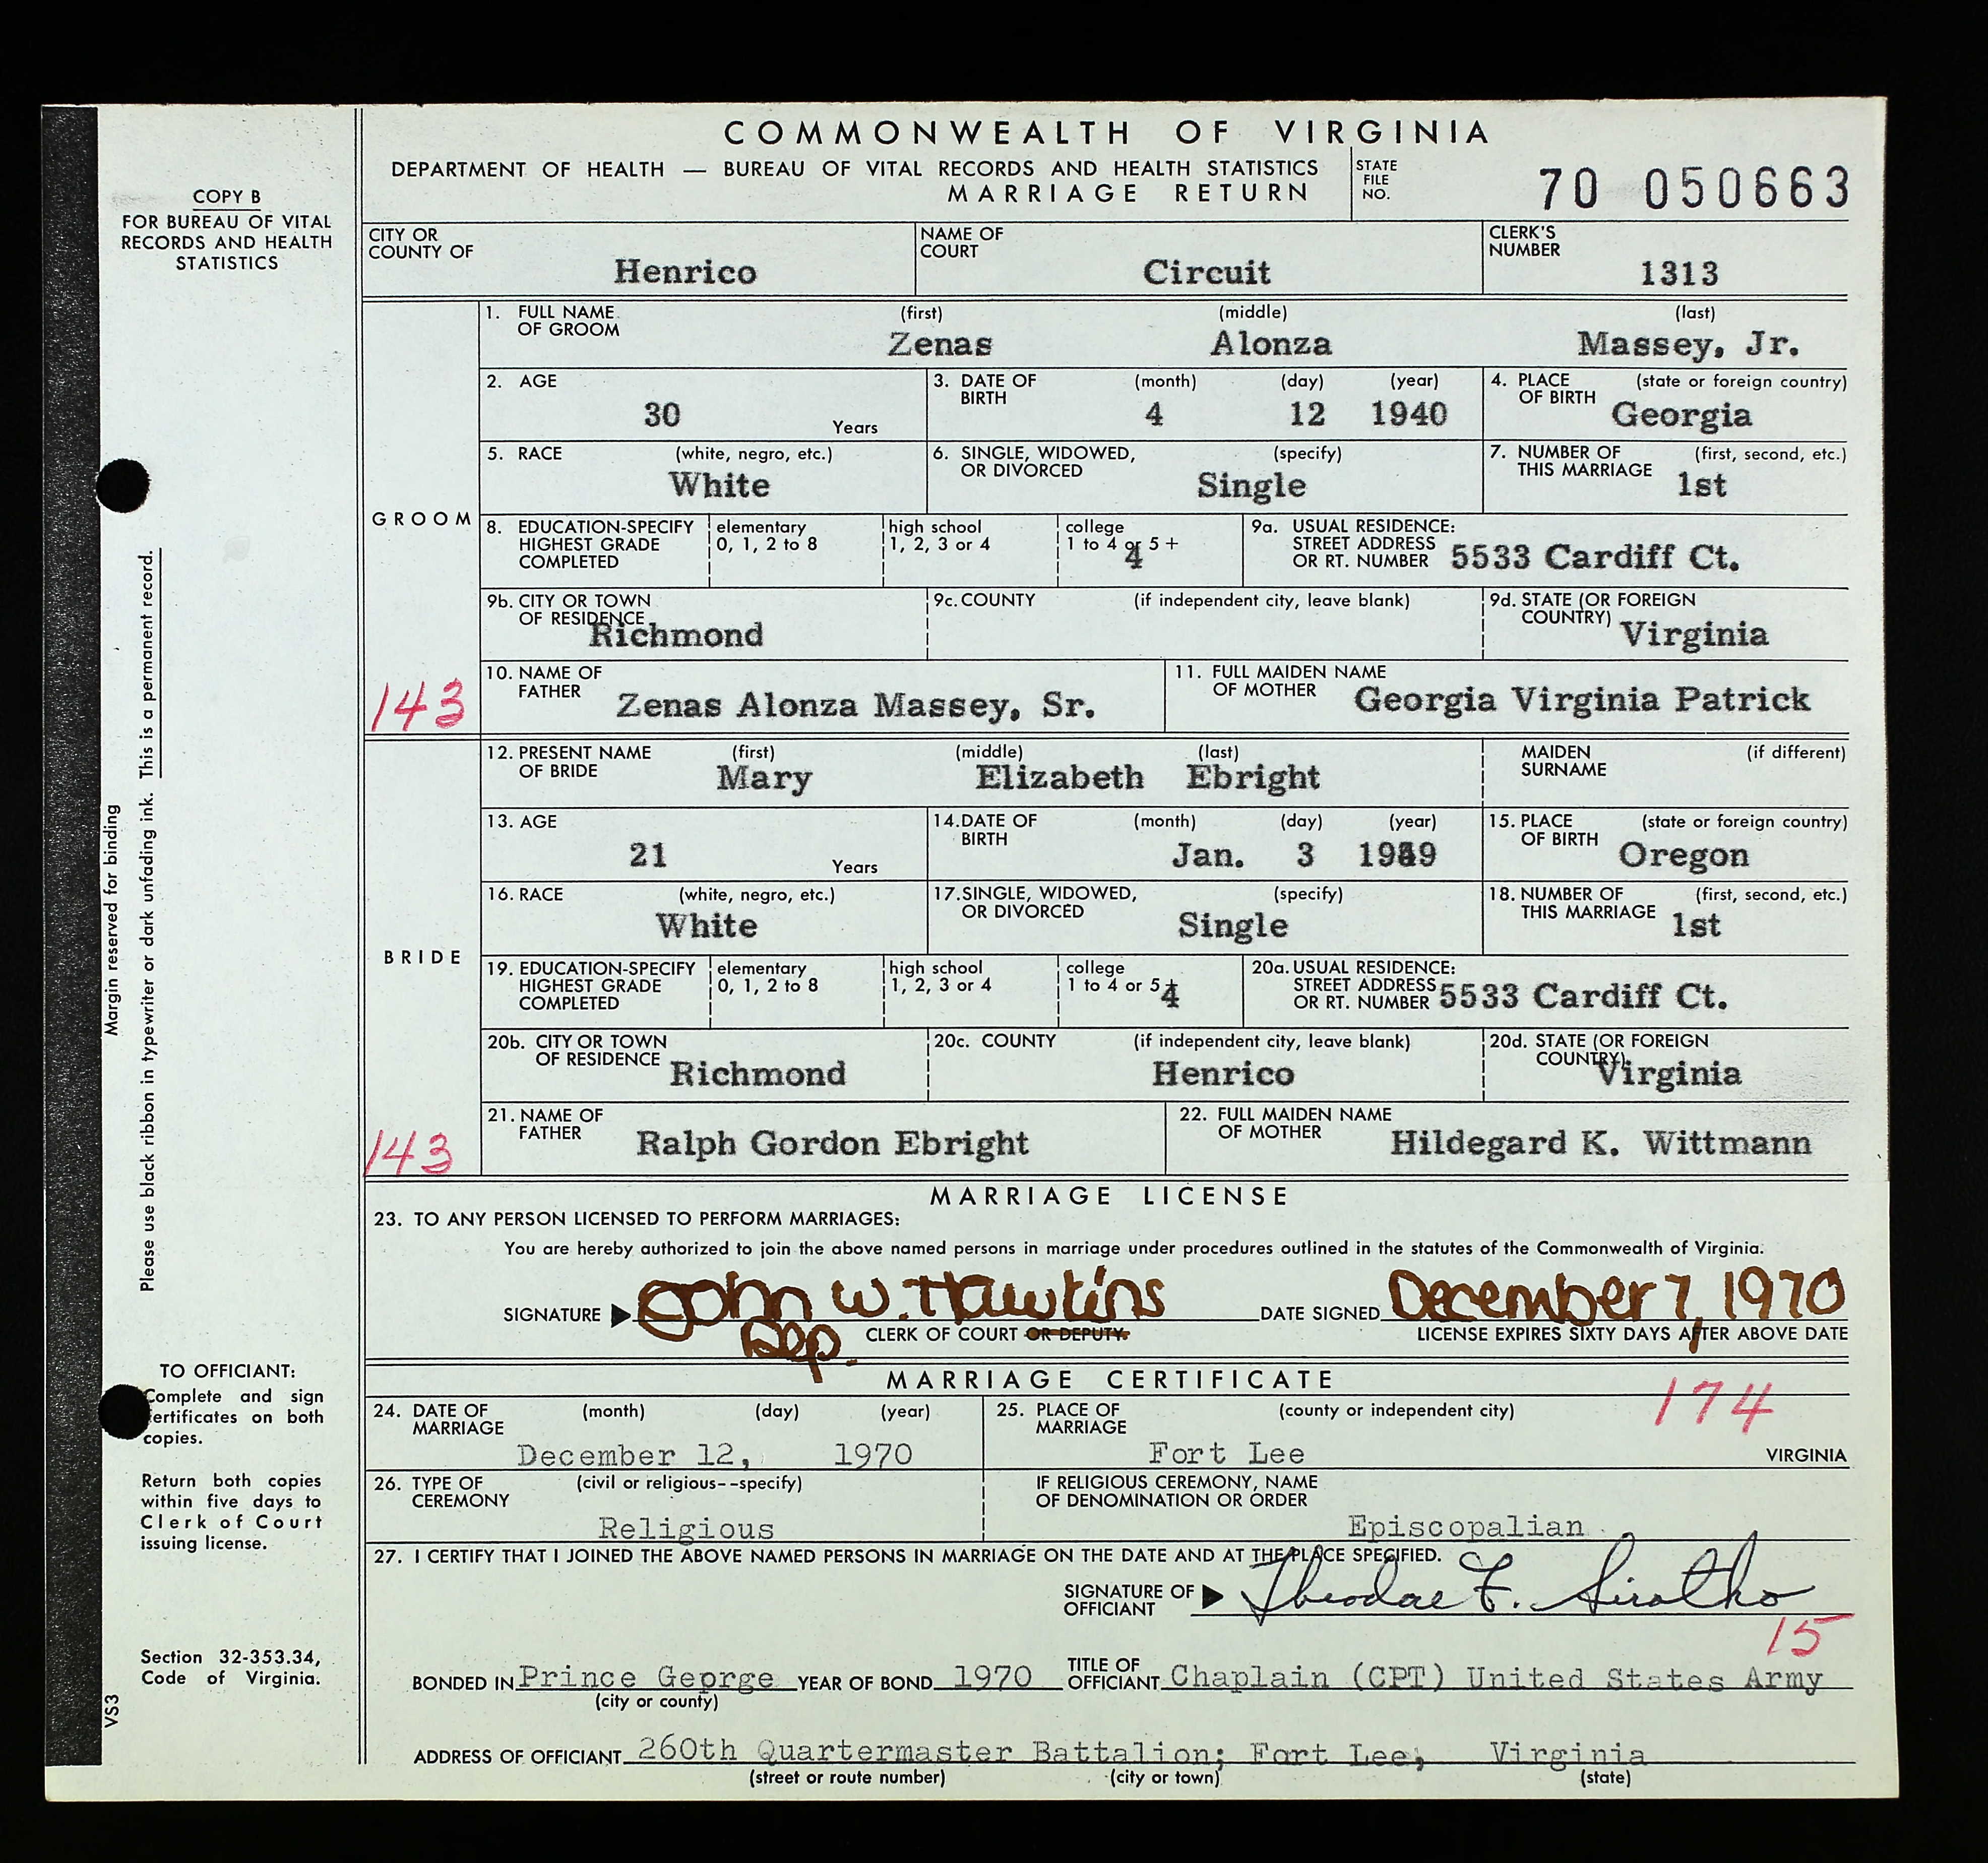 COMMONWEALTH OF VIRGINIA
DEPARTMENT OF HEALTH — BUREAU OF VITAL RECORDS AND HEALTH STATISTICS
MARRIAGE RETURN
STATE FILE NO. 70 050663
COPY B
FOR BUREAU OF VITAL
RECORDS AND HEALTH
STATISTICS
CITY OR COUNTY OF Henrico
NAME OF COURT Circuit
CLERK'S NUMBER 1313
GROOM
1. FULL NAME OF GROOM (first) Zenas (middle) Alonza (last) Massey, Jr.
2. AGE 30 Years
3. DATE OF BIRTH (month) 4 (day) 12 (year) 1940
4. PLACE OF BIRTH (state or foreign country) Georgia
5. RACE (white, negro, etc.) White
6. SINGLE, WIDOWED, OR DIVORCED (specify) Single
7. NUMBER OF THIS MARRIAGE (first, second, etc.) 1st
8. EDUCATION-SPECIFY HIGHEST GRADE COMPLETED elementary 0, 1, 2 to 8 high school 1, 2, 3 or 4 college 1 to 4 or 5+ 4
9a. USUAL RESIDENCE: STREET ADDRESS OR RT. NUMBER 5533 Cardiff Ct.
9b. CITY OR TOWN OF RESIDENCE Richmond
9c. COUNTY (if independent city, leave blank)
9d. STATE (OR FOREIGN COUNTRY) Virginia
10. NAME OF FATHER Zenas Alonza Massey, Sr.
11. FULL MAIDEN NAME OF MOTHER Georgia Virginia Patrick
143
BRIDE
12. PRESENT NAME OF BRIDE (first) Mary (middle) Elizabeth (last) Ebright
MAIDEN SURNAME (if different)
13. AGE 21 Years
14. DATE OF BIRTH (month) Jan. (day) 3 (year) 1949
15. PLACE OF BIRTH (state or foreign country) Oregon
16. RACE (white, negro, etc.) White
17. SINGLE, WIDOWED, OR DIVORCED (specify) Single
18. NUMBER OF THIS MARRIAGE (first, second, etc.) 1st
19. EDUCATION-SPECIFY HIGHEST GRADE COMPLETED elementary 0, 1, 2 to 8 high school 1, 2, 3 or 4 college 1 to 4 or 5+ 4
20a. USUAL RESIDENCE: STREET ADDRESS OR RT. NUMBER 5533 Cardiff Ct.
20b. CITY OR TOWN OF RESIDENCE Richmond
20c. COUNTY (if independent city, leave blank) Henrico
20d. STATE (OR FOREIGN COUNTRY) Virginia
21. NAME OF FATHER Ralph Gordon Ebright
22. FULL MAIDEN NAME OF MOTHER Hildegard K. Wittmann
143
MARRIAGE LICENSE
23. TO ANY PERSON LICENSED TO PERFORM MARRIAGES:
You are hereby authorized to join the above named persons in marriage under procedures outlined in the statutes of the Commonwealth of Virginia.
SIGNATURE John W. Hawkins DATE SIGNED December 7, 1970
Dep. CLERK OF COURT OR DEPUTY. LICENSE EXPIRES SIXTY DAYS AFTER ABOVE DATE
MARRIAGE CERTIFICATE
174
24. DATE OF MARRIAGE (month) (day) (year) December 12, 1970
25. PLACE OF MARRIAGE (county or independent city) Fort Lee VIRGINIA
26. TYPE OF CEREMONY (civil or religious--specify) Religious
IF RELIGIOUS CEREMONY, NAME OF DENOMINATION OR ORDER Episcopalian
27. I CERTIFY THAT I JOINED THE ABOVE NAMED PERSONS IN MARRIAGE ON THE DATE AND AT THE PLACE SPECIFIED.
SIGNATURE OF OFFICIANT Theodore F.
15
BONDED IN Prince George YEAR OF BOND 1970 TITLE OF OFFICIANT Chaplain (CPT) United States Army
(city or county)
ADDRESS OF OFFICIANT 260th Quartermaster Battalion; Fort Lee, Virginia
(street or route number) (city or town) (state)
Margin reserved for binding
Please use black ribbon in typewriter or dark unfading ink. This is a permanent record.
TO OFFICIANT:
Complete and sign
certificates on both
copies.
Return both copies
within five days to
Clerk of Court
issuing license.
Section 32-353.34,
Code of Virginia.
VS3